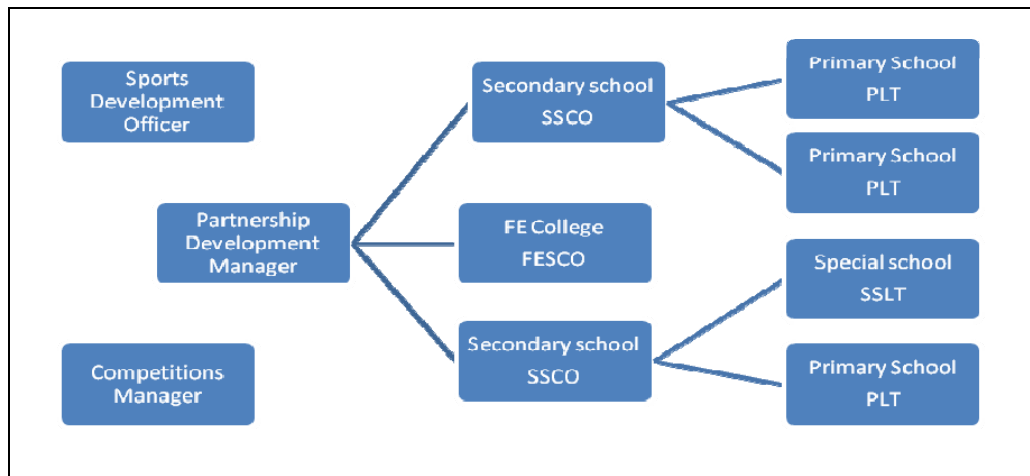 Sports
Development
Officer
Partnership
Development
Manager
Competitions
Manager
Secondary school
SSCO
FE College
FESCO
Secondary school
SSCO
Primary School
PLT
Primary School
PLT
Special school
SSLT
Primary School
PLT